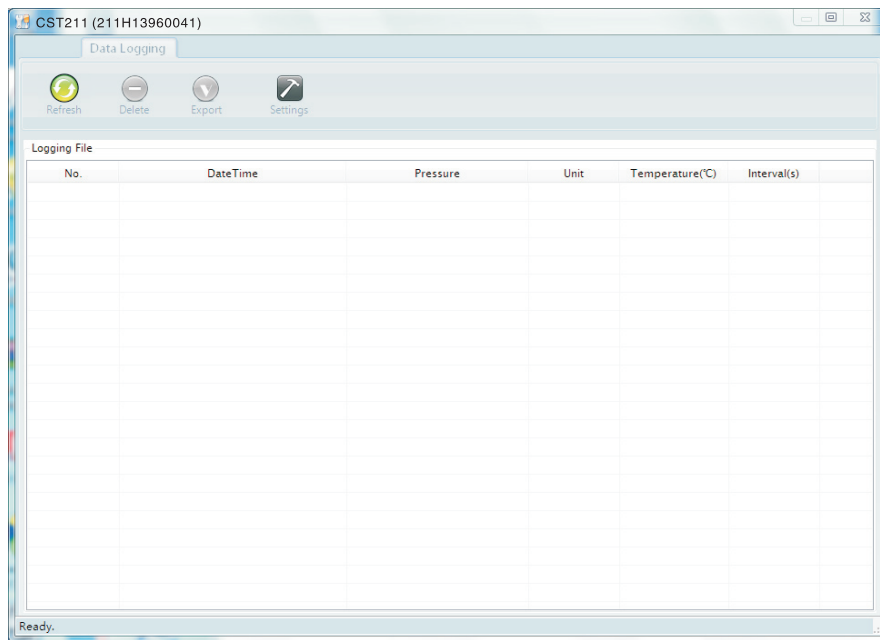 CST211 (211H13960041)
Data Logging
Refresh Delete Export Settings
Logging File
No. DateTime Pressure Unit Temperature(℃) Interval(s)
Ready.